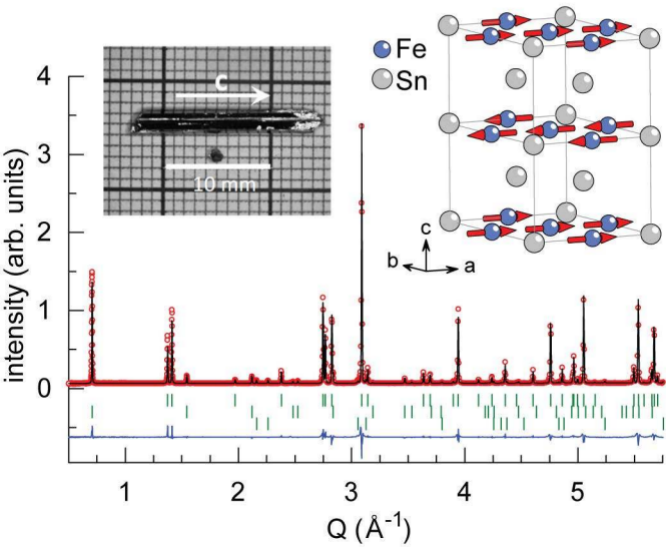 Fe
Sn
c
10 mm
c
b
a
4
3
2
1
0
intensity (arb. units)
1
2
3
4
5
Q (Å⁻¹)